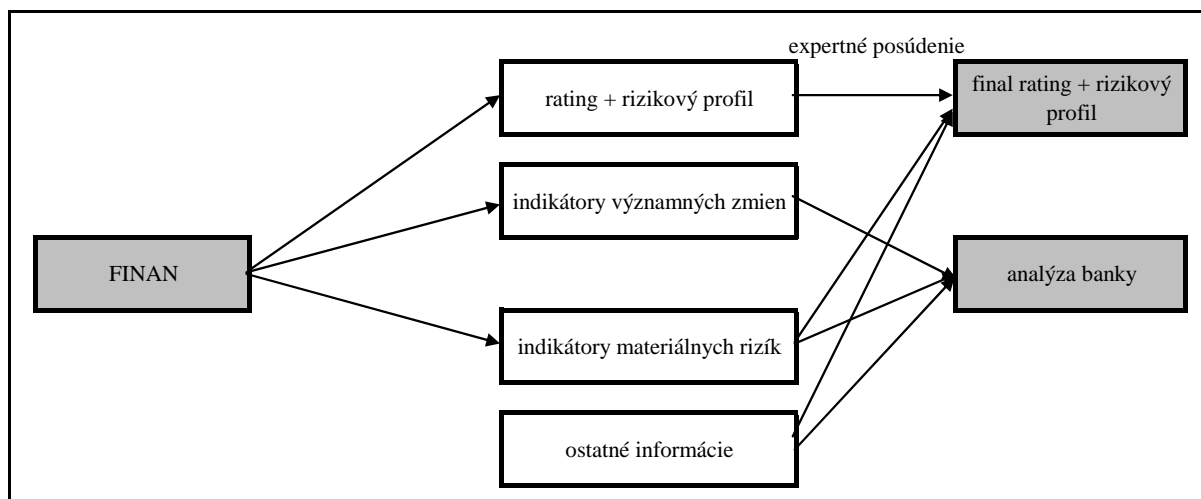 expertné posúdenie
rating + rizikový profil
final rating + rizikový
profil
indikátory významných zmien
FINAN
analýza banky
indikátory materiálnych rizík
ostatné informácie